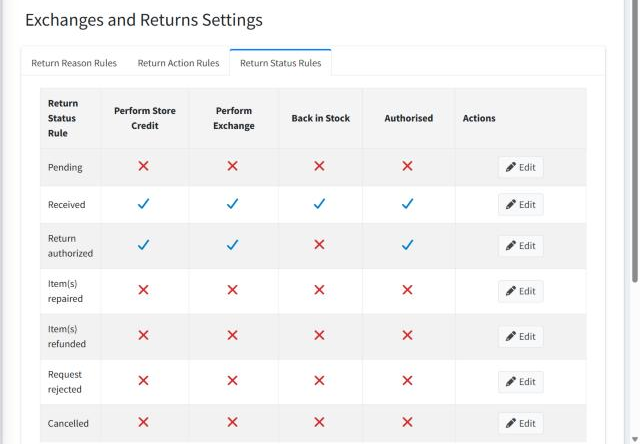 Exchanges and Returns Settings
Return Reason Rules Return Action Rules Return Status Rules
Return Status Rule Perform Store Credit Perform Exchange Back in Stock Authorised Actions
Pending Edit
Received Edit
Return authorized Edit
Item(s) repaired Edit
Item(s) refunded Edit
Request rejected Edit
Cancelled Edit